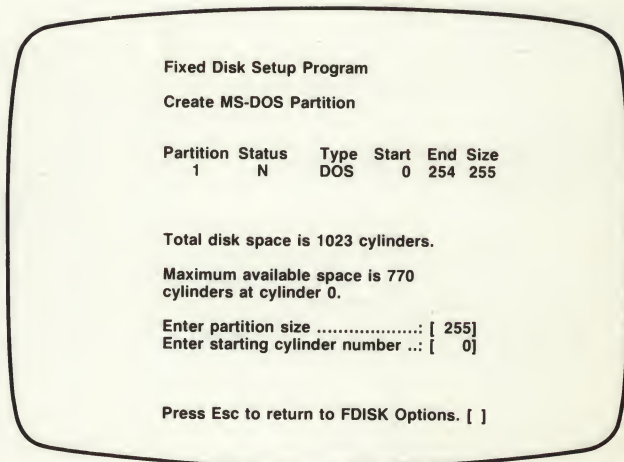 Fixed Disk Setup Program
Create MS-DOS Partition
Partition Status Type Start End Size
1 N DOS 0 254 255
Total disk space is 1023 cylinders.
Maximum available space is 770
cylinders at cylinder 0.
Enter partition size ...................: [ 255]
Enter starting cylinder number ..: [ 0]
Press Esc to return to FDISK Options. [ ]